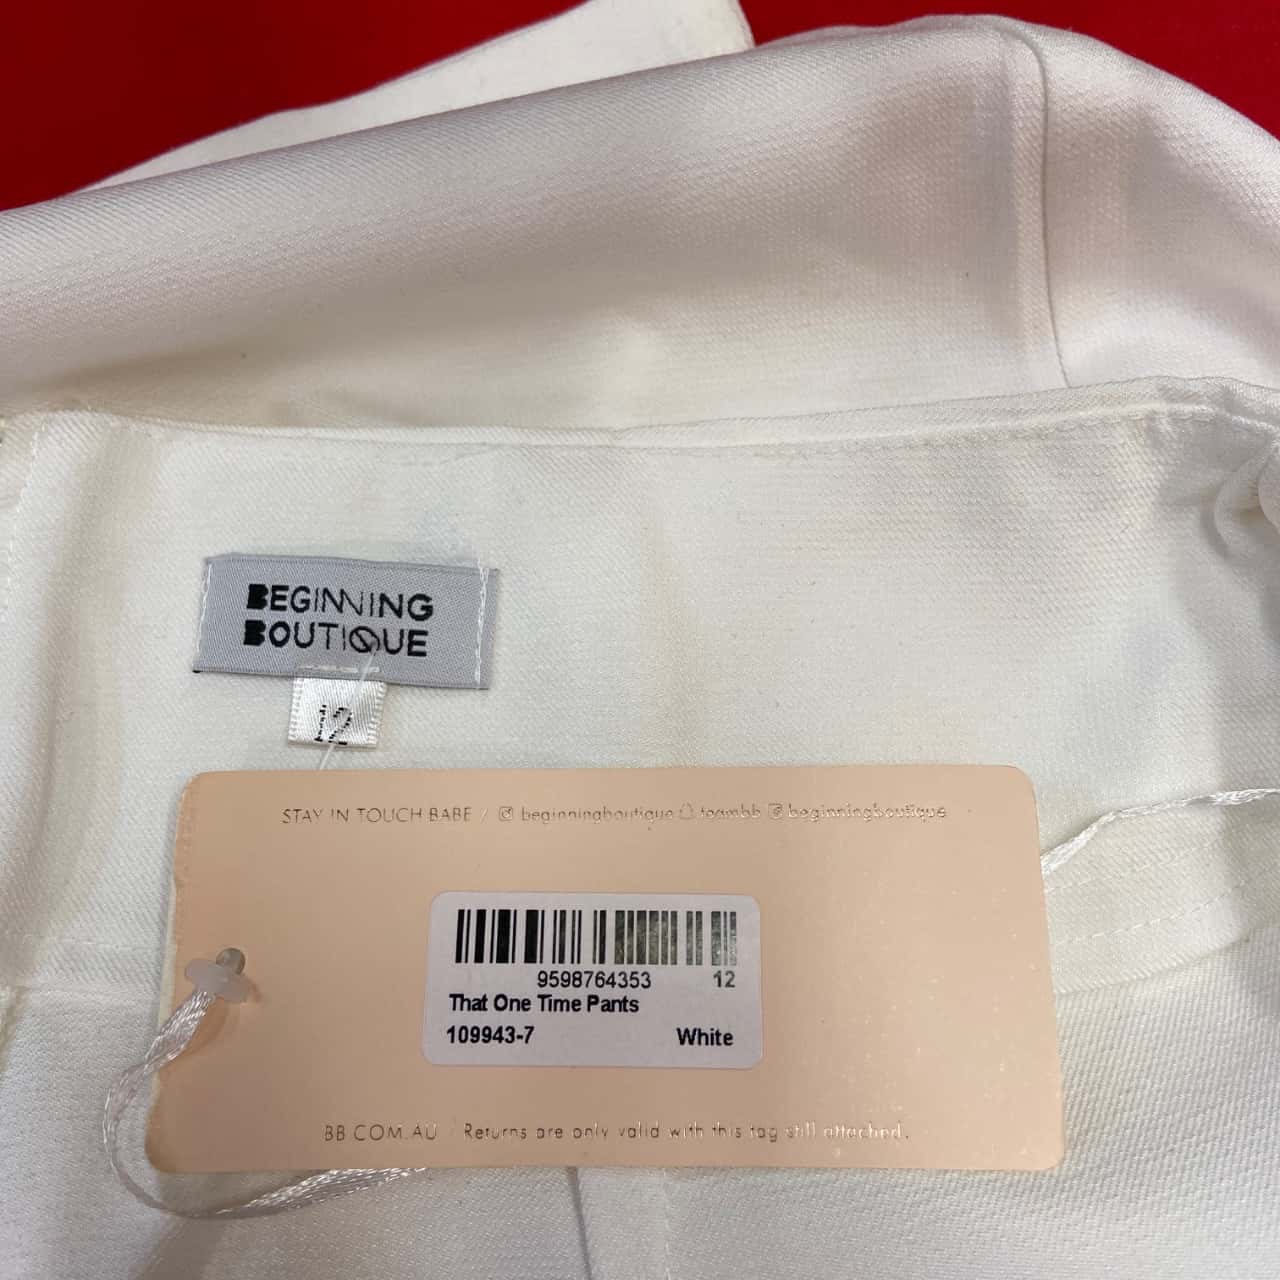 BEGINNING
BOUTIQUE
12
STAY IN TOUCH BABE / beginningboutique teambb beginningboutique
9598764353 12
That One Time Pants
109943-7 White
BB.COM.AU / Returns are only valid with this tag still attached.